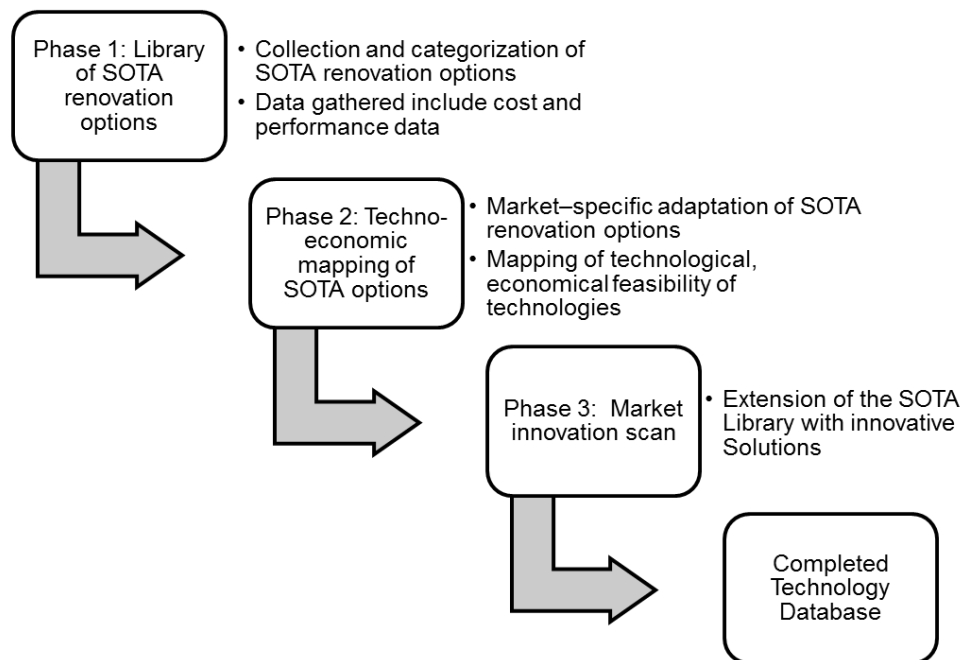 Phase 1: Library
of SOTA
renovation
options
• Collection and categorization of
SOTA renovation options
• Data gathered include cost and
performance data
Phase 2: Techno-
economic
mapping of
SOTA options
• Market–specific adaptation of SOTA
renovation options
• Mapping of technological,
economical feasibility of
technologies
Phase 3:  Market
innovation scan
• Extension of the SOTA
Library with innovative
Solutions
Completed
Technology
Database